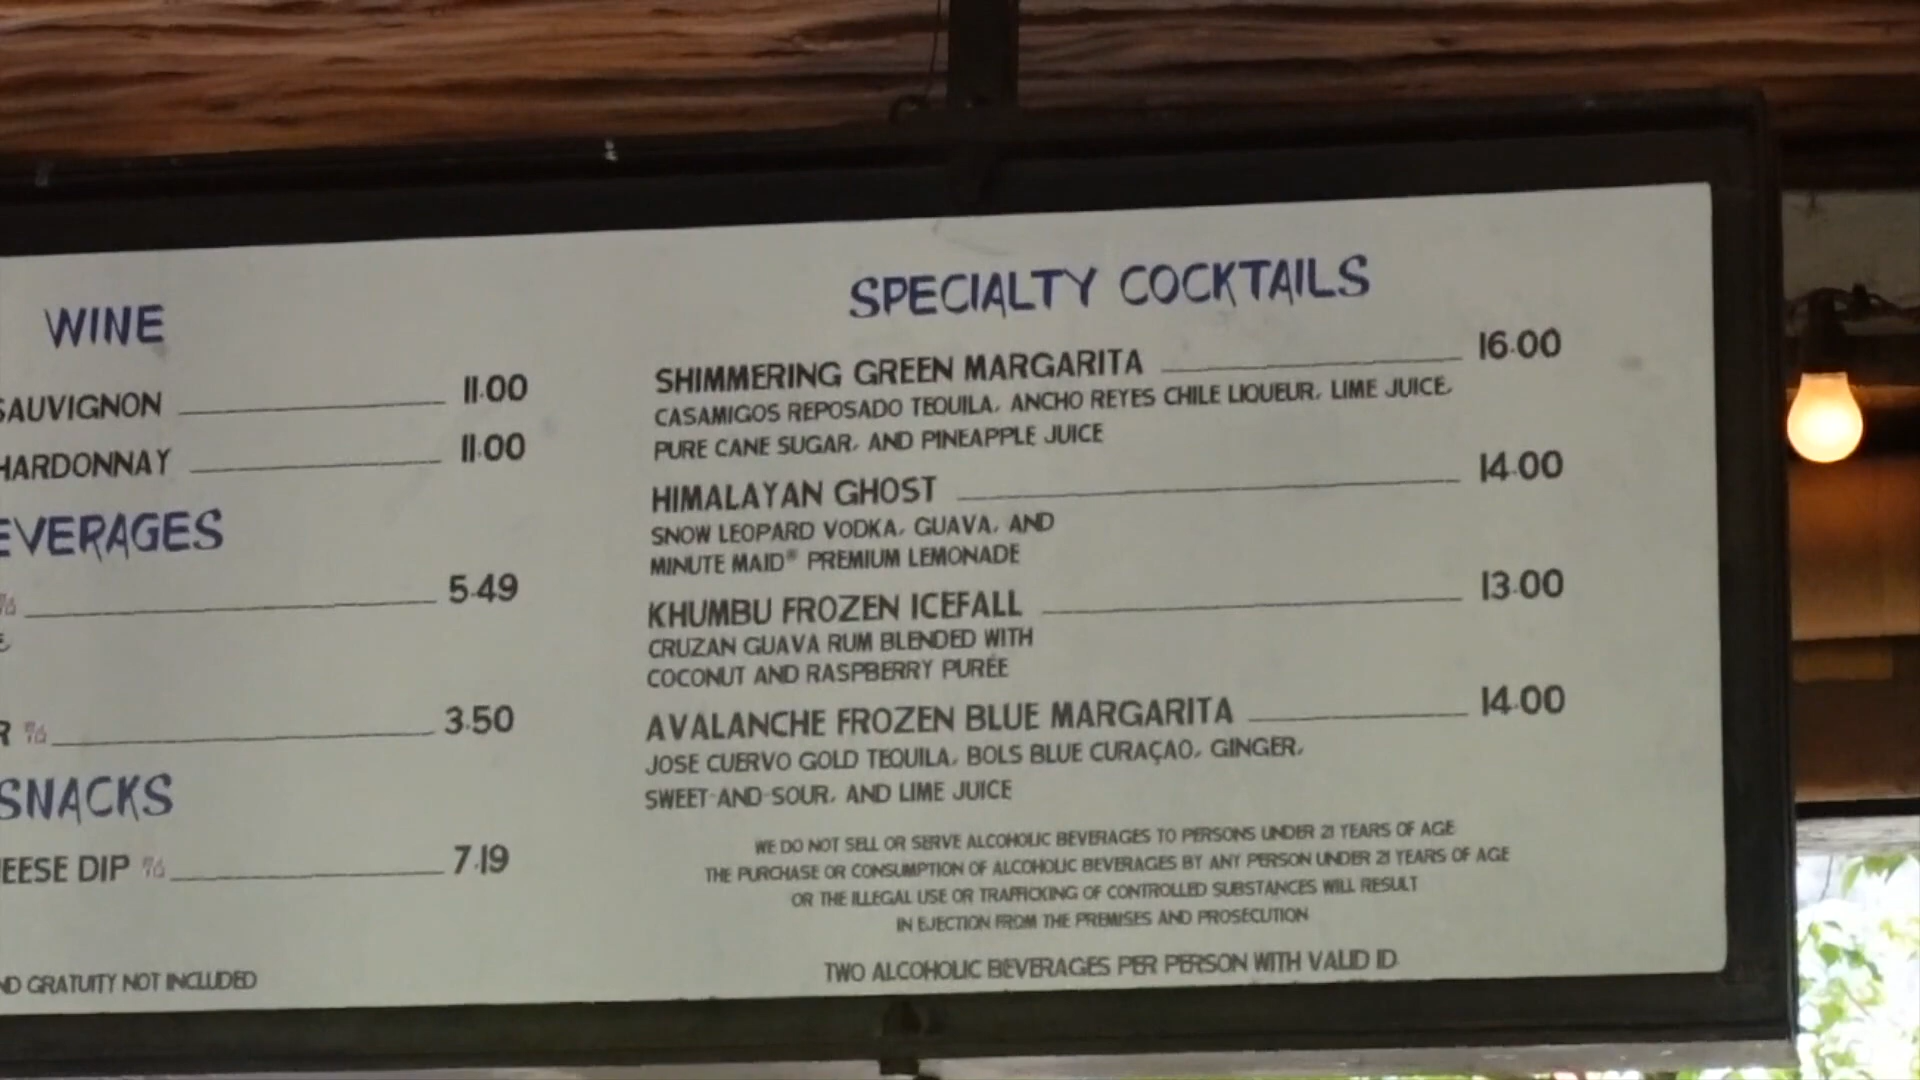 WINE
SAUVIGNON 11.00
HARDONNAY 11.00
EVERAGES
5.49
R 3.50
SNACKS
EESE DIP 7.19
ND GRATUITY NOT INCLUDED
SPECIALTY COCKTAILS
SHIMMERING GREEN MARGARITA 16.00
CASAMIGOS REPOSADO TEQUILA, ANCHO REYES CHILE LIQUEUR, LIME JUICE,
PURE CANE SUGAR, AND PINEAPPLE JUICE
HIMALAYAN GHOST 14.00
SNOW LEOPARD VODKA, GUAVA, AND
MINUTE MAID® PREMIUM LEMONADE
KHUMBU FROZEN ICEFALL 13.00
CRUZAN GUAVA RUM BLENDED WITH
COCONUT AND RASPBERRY PURÉE
AVALANCHE FROZEN BLUE MARGARITA 14.00
JOSE CUERVO GOLD TEQUILA, BOLS BLUE CURAÇAO, GINGER,
SWEET-AND-SOUR, AND LIME JUICE
WE DO NOT SELL OR SERVE ALCOHOLIC BEVERAGES TO PERSONS UNDER 21 YEARS OF AGE
THE PURCHASE OR CONSUMPTION OF ALCOHOLIC BEVERAGES BY ANY PERSON UNDER 21 YEARS OF AGE
OR THE ILLEGAL USE OR TRAFFICKING OF CONTROLLED SUBSTANCES WILL RESULT
IN EJECTION FROM THE PREMISES AND PROSECUTION
TWO ALCOHOLIC BEVERAGES PER PERSON WITH VALID ID